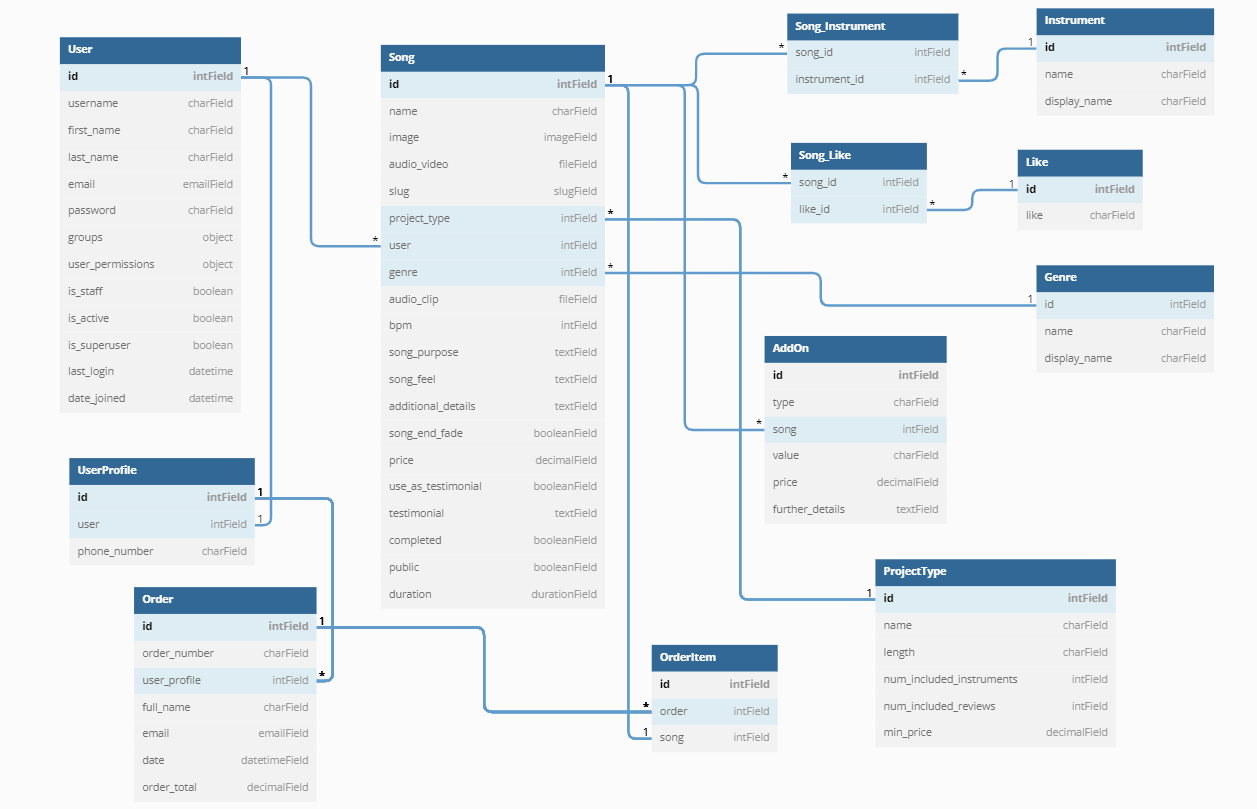 User
id intField 1
username charField
first_name charField
last_name charField
email emailField
password charField
groups object
user_permissions object
is_staff boolean
is_active boolean
is_superuser boolean
last_login datetime
date_joined datetime
UserProfile
id intField 1
user intField 1
phone_number charField
Order
id intField 1
order_number charField
user_profile intField *
full_name charField
email emailField
date datetimeField
order_total decimalField
Song
id intField 1
name charField
image imageField
audio_video fileField
slug slugField
project_type intField *
* user intField
genre intField *
audio_clip fileField
bpm intField
song_purpose textField
song_feel textField
additional_details textField
song_end_fade booleanField
price decimalField
use_as_testimonial booleanField
testimonial textField
completed booleanField
public booleanField
duration durationField
Song_Instrument
* song_id intField
instrument_id intField *
Instrument
1 id intField
name charField
display_name charField
Song_Like
* song_id intField
like_id intField *
Like
1 id intField
like charField
Genre
1 id intField
name charField
display_name charField
AddOn
id intField
type charField
* song intField
value charField
price decimalField
further_details textField
ProjectType
1 id intField
name charField
length charField
num_included_instruments intField
num_included_reviews intField
min_price decimalField
OrderItem
id intField
* order intField
1 song intField